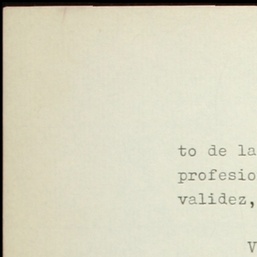 to de la
profesio
validez,
V